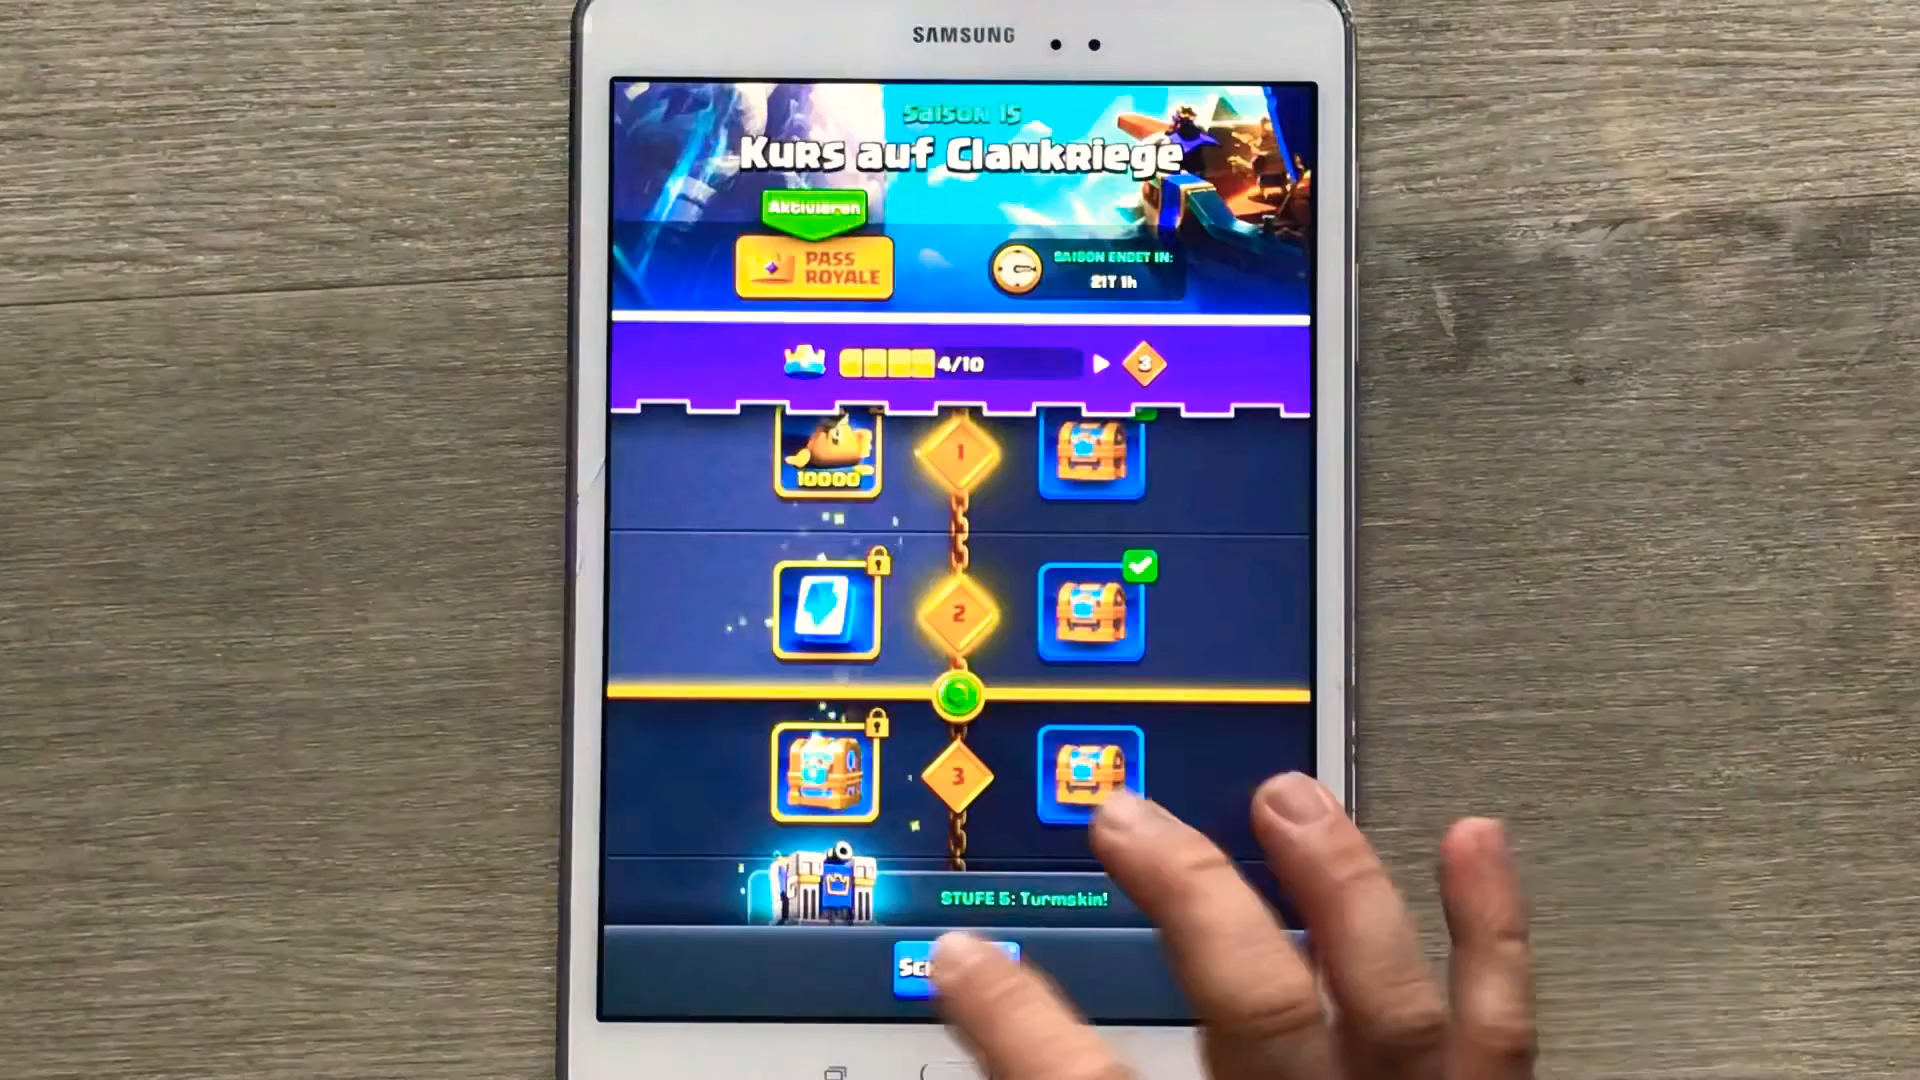 SAMSUNG
Saison 15
Kurs auf Clankriege
Aktivieren
PASS
ROYALE
SAISON ENDET IN:
21T 1h
4/10
3
10000
1
2
3
STUFE 5: Turmskin!